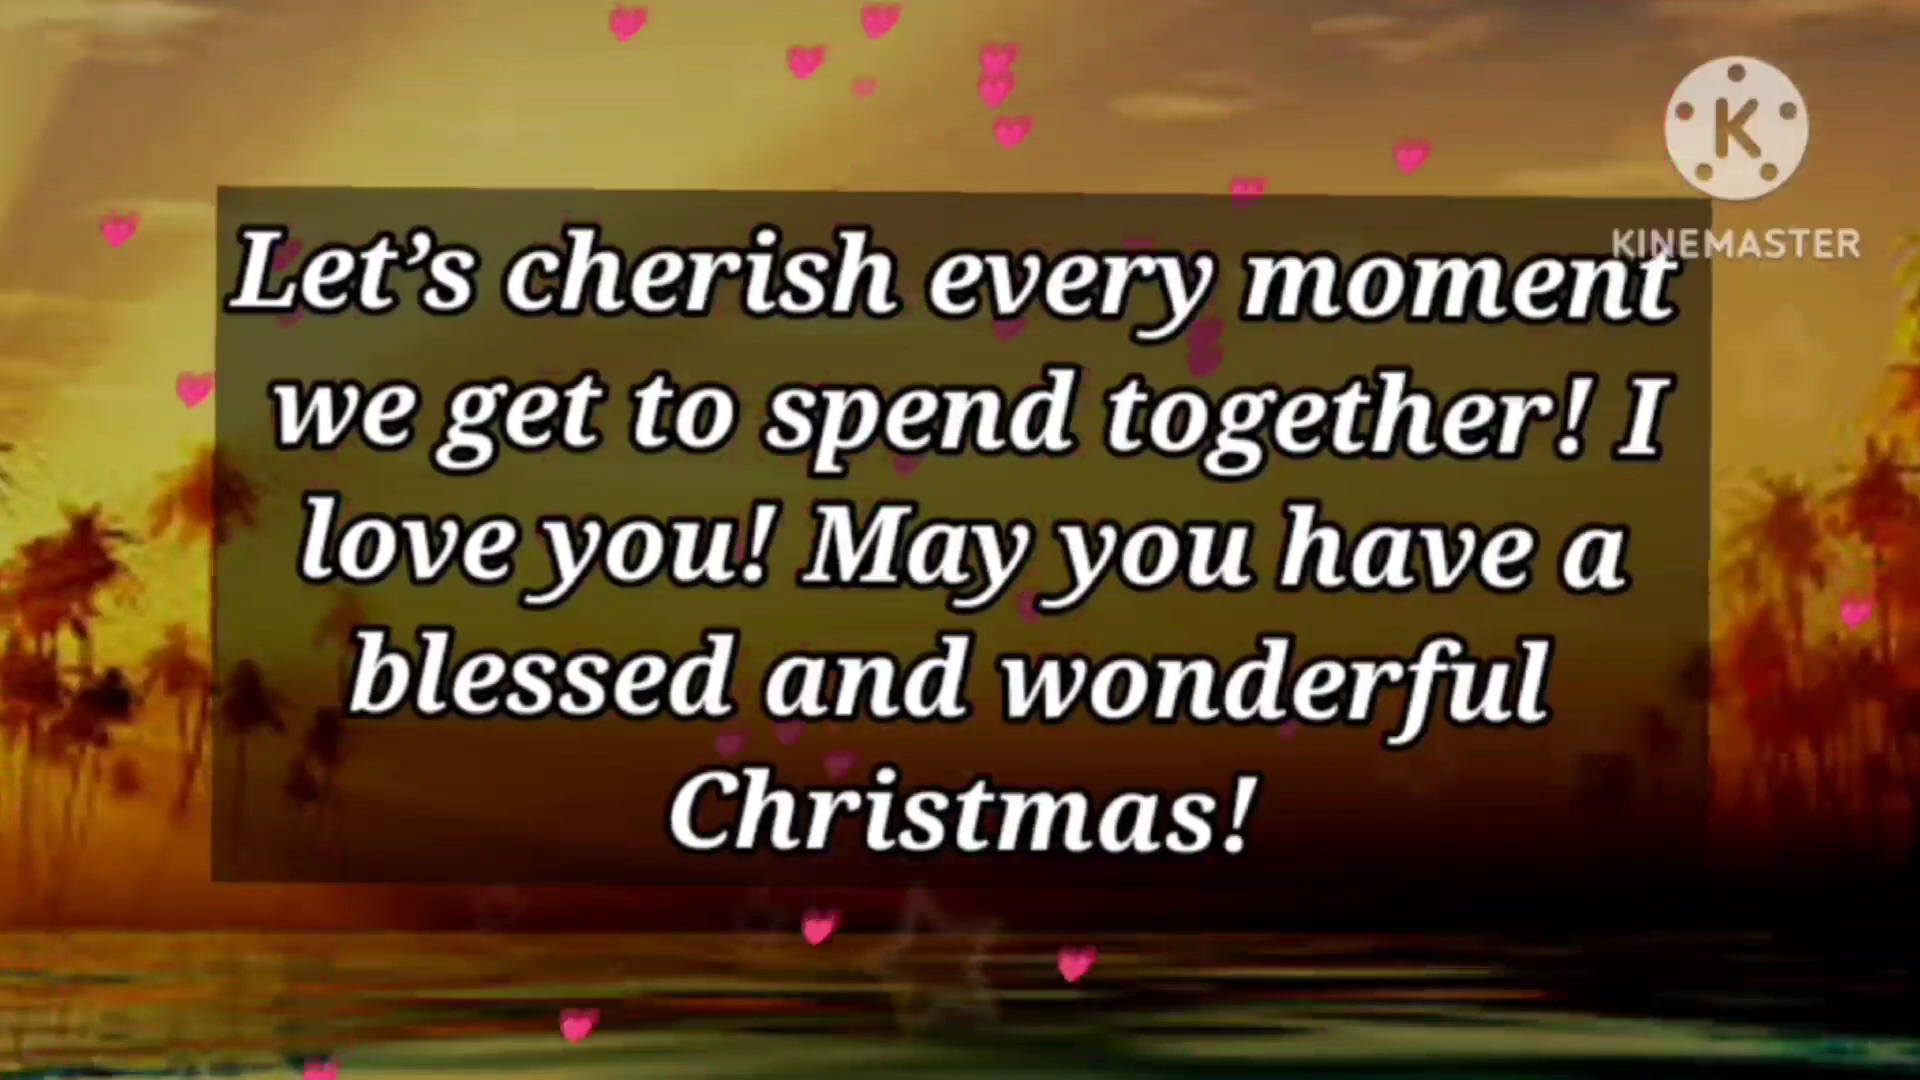 K
KINEMASTER
Let’s cherish every moment
we get to spend together! I
love you! May you have a
blessed and wonderful
Christmas!